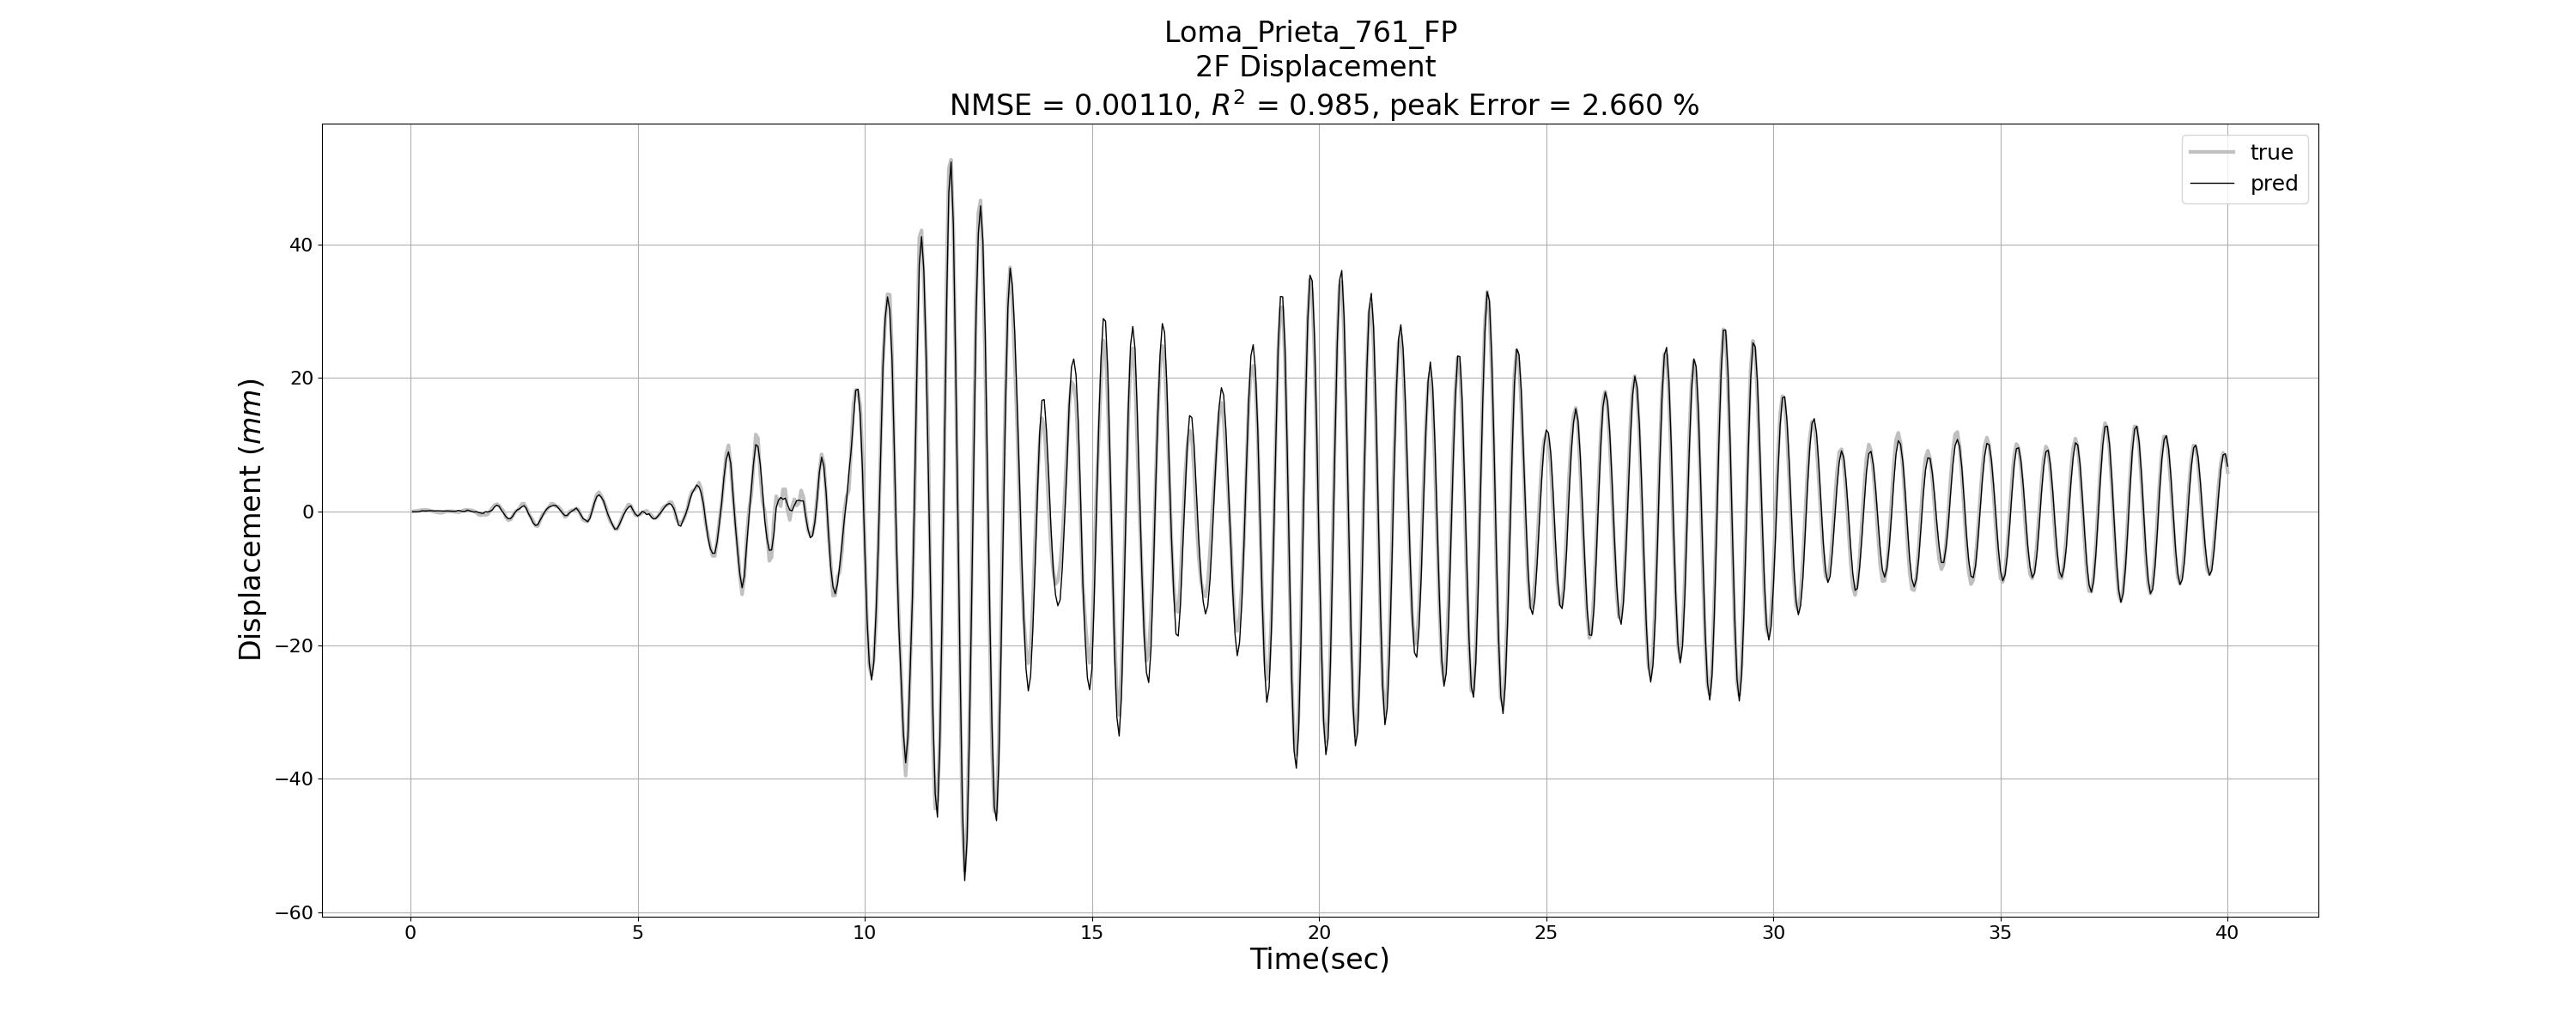 Loma_Prieta_761_FP
2F Displacement
NMSE = 0.00110, R² = 0.985, peak Error = 2.660 %
true
pred
Displacement (mm)
40
20
0
−20
−40
−60
0 5 10 15 20 25 30 35 40
Time(sec)